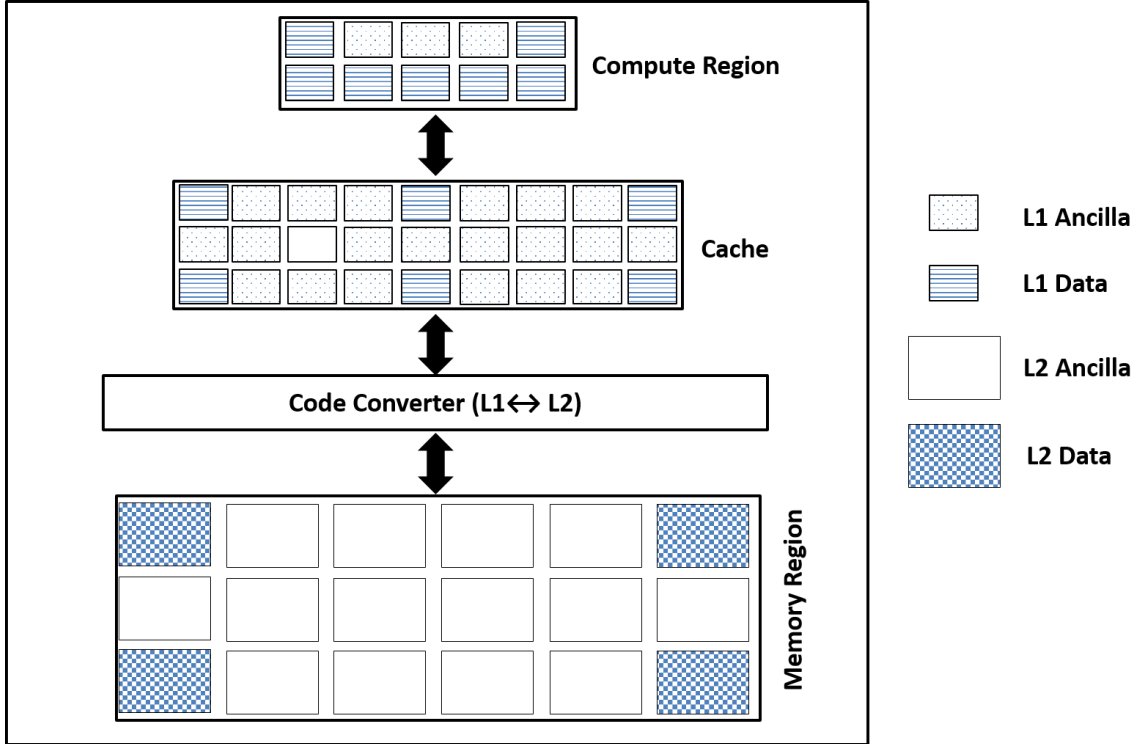 Compute Region
Cache
Code Converter (L1↔ L2)
Memory Region
L1 Ancilla
L1 Data
L2 Ancilla
L2 Data